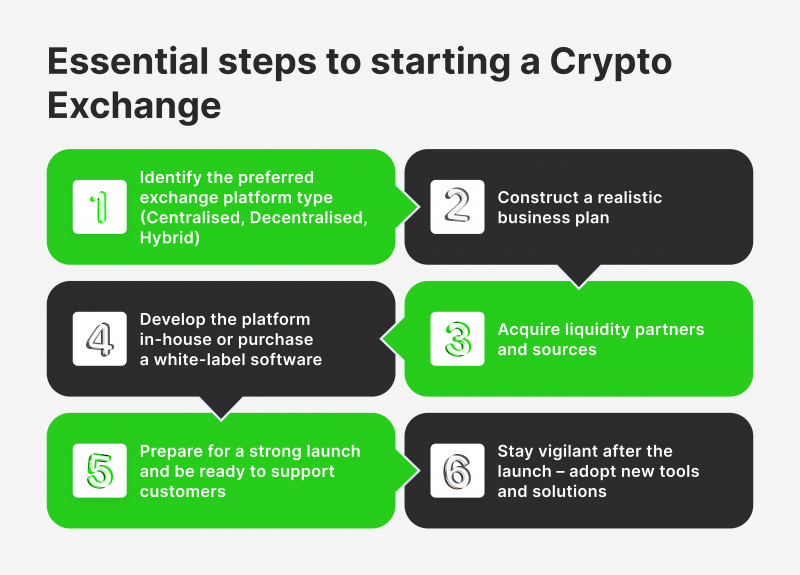 Essential steps to starting a Crypto
Exchange
1
Identify the preferred
exchange platform type
(Centralised, Decentralised,
Hybrid)
2
Construct a realistic
business plan
3
Acquire liquidity partners
and sources
4
Develop the platform
in-house or purchase
a white-label software
5
Prepare for a strong launch
and be ready to support
customers
6
Stay vigilant after the
launch – adopt new tools
and solutions